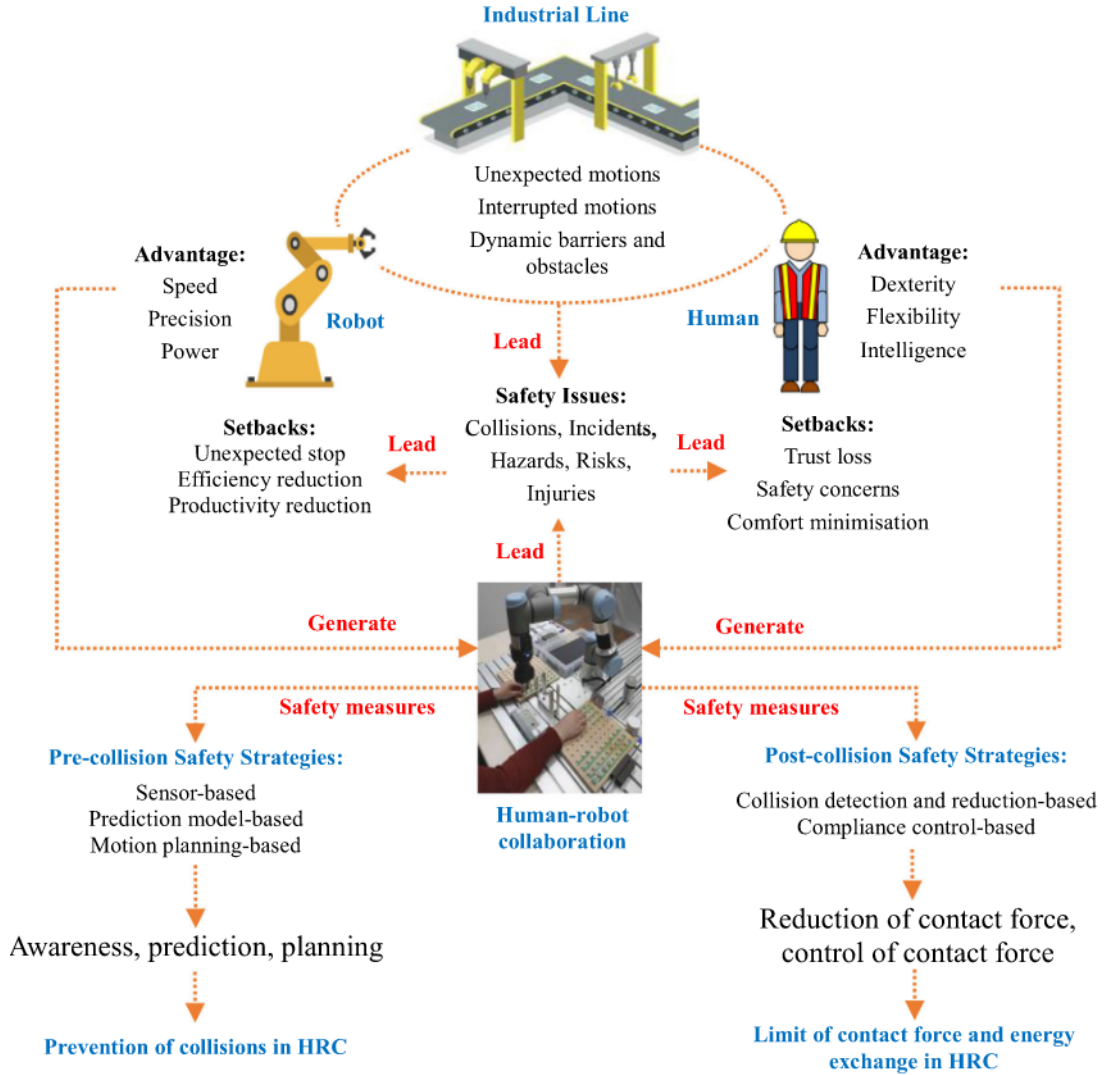 Industrial Line
Unexpected motions
Interrupted motions
Dynamic barriers and
obstacles
Advantage:
Speed
Precision
Power
Robot
Human
Advantage:
Dexterity
Flexibility
Intelligence
Lead
Safety Issues:
Collisions, Incidents,
Hazards, Risks,
Injuries
Setbacks:
Unexpected stop
Efficiency reduction
Productivity reduction
Lead
Lead
Setbacks:
Trust loss
Safety concerns
Comfort minimisation
Lead
Generate
Generate
Safety measures
Safety measures
Human-robot
collaboration
Pre-collision Safety Strategies:
Sensor-based
Prediction model-based
Motion planning-based
Awareness, prediction, planning
Prevention of collisions in HRC
Post-collision Safety Strategies:
Collision detection and reduction-based
Compliance control-based
Reduction of contact force,
control of contact force
Limit of contact force and energy
exchange in HRC